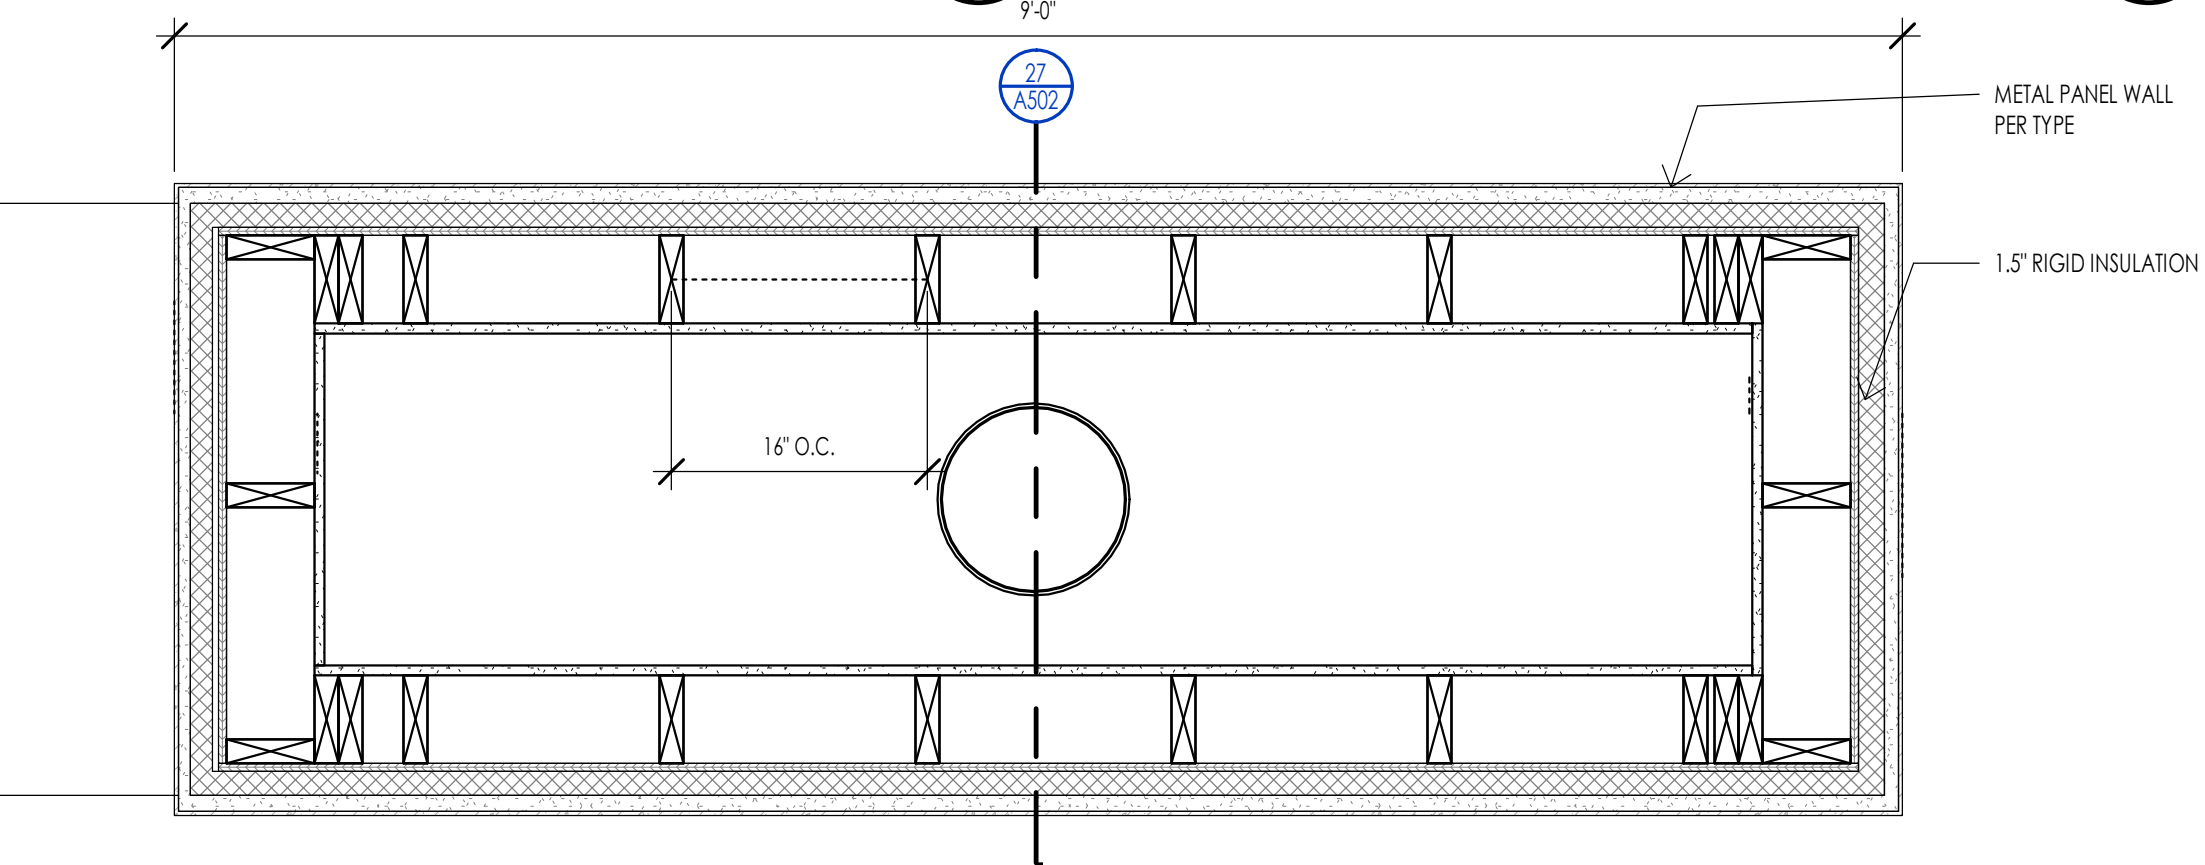 9'-0"
27
A502
METAL PANEL WALL
PER TYPE
1.5" RIGID INSULATION
16" O.C.